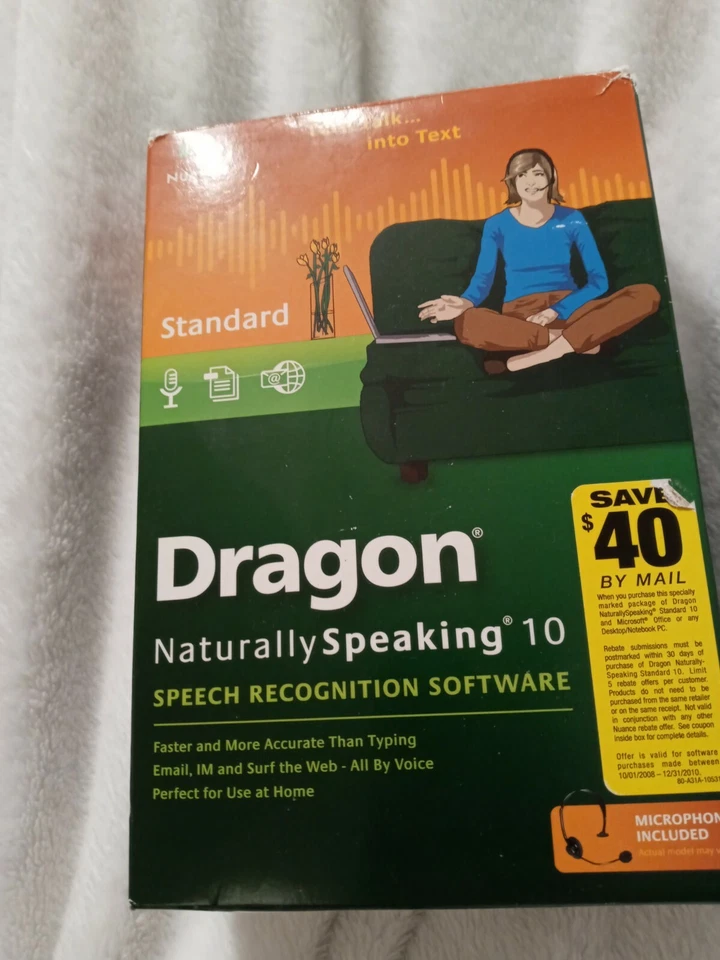 into Text
Standard
Dragon®
NaturallySpeaking® 10
SPEECH RECOGNITION SOFTWARE
Faster and More Accurate Than Typing
Email, IM and Surf the Web - All By Voice
Perfect for Use at Home
SAVE
$40
BY MAIL
When you purchase this specially
marked package of Dragon
NaturallySpeaking® Standard 10
and Microsoft® Office or any
Desktop/Notebook PC.
Rebate submissions must be
postmarked within 30 days of
purchase of Dragon Naturally-
Speaking Standard 10. Limit
5 rebate offers per customer.
Products do not need to be
purchased from the same retailer
or on the same receipt. Not valid
in conjunction with any other
Nuance rebate offer. See coupon
inside box for complete details.
Offer is valid for software
purchases made between
10/01/2008 – 12/31/2010.
80-A31A-10531
MICROPHON
INCLUDED
Actual model may